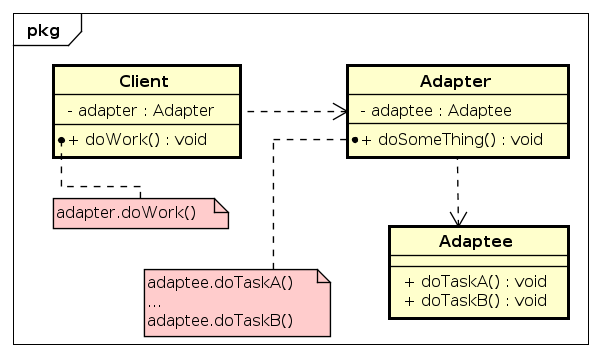 pkg
Client
- adapter : Adapter
+ doWork() : void
adapter.doWork()
Adapter
- adaptee : Adaptee
+ doSomeThing() : void
adaptee.doTaskA()
...
adaptee.doTaskB()
Adaptee
+ doTaskA() : void
+ doTaskB() : void